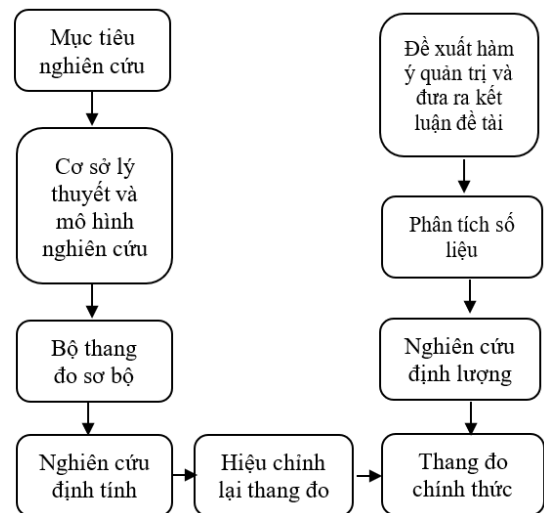 Mục tiêu
nghiên cứu
Cơ sở lý
thuyết và
mô hình
nghiên cứu
Bộ thang
đo sơ bộ
Nghiên cứu
định tính
Hiệu chỉnh
lại thang đo
Thang đo
chính thức
Nghiên cứu
định lượng
Phân tích số
liệu
Đề xuất hàm
ý quản trị và
đưa ra kết
luận đề tài